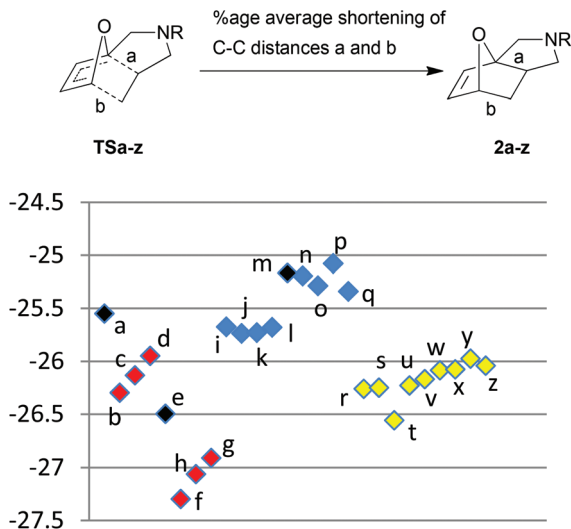 %age average shortening of
C-C distances a and b
O
NR
a
b
TSa-z
O
NR
a
b
2a-z
-24.5
-25
-25.5
-26
-26.5
-27
-27.5
a
b
c
d
e
f
h
g
i
j
k
l
m
n
o
p
q
r
s
t
u
v
w
x
y
z